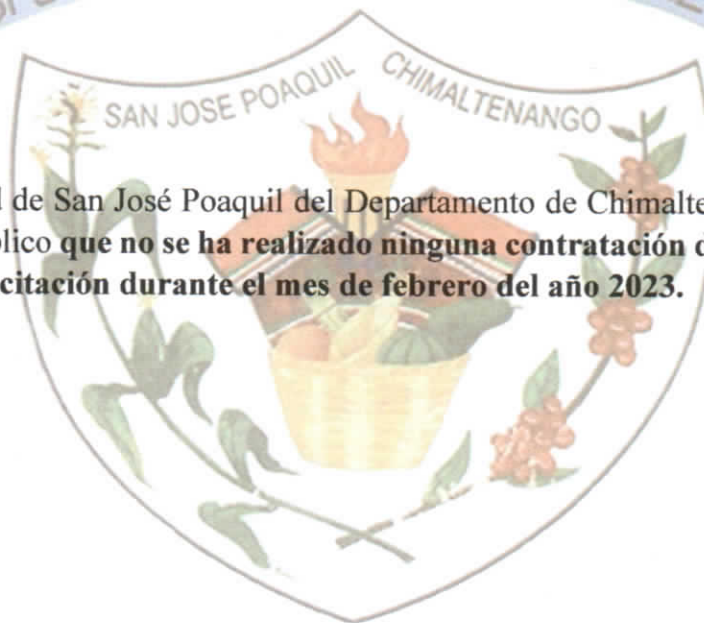 SAN JOSE POAQUIL CHIMALTENANGO
de San José Poaquil del Departamento de Chimalte
lico que no se ha realizado ninguna contratación d
citación durante el mes de febrero del año 2023.